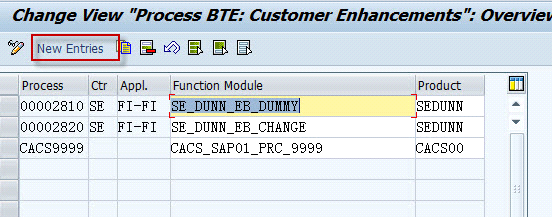 Change View "Process BTE: Customer Enhancements": Overview
New Entries
Process Ctr Appl. Function Module Product
00002810 SE FI-FI SE_DUNN_EB_DUMMY SEDUNN
00002820 SE FI-FI SE_DUNN_EB_CHANGE SEDUNN
CACS9999 CACS_SAP01_PRC_9999 CACS00